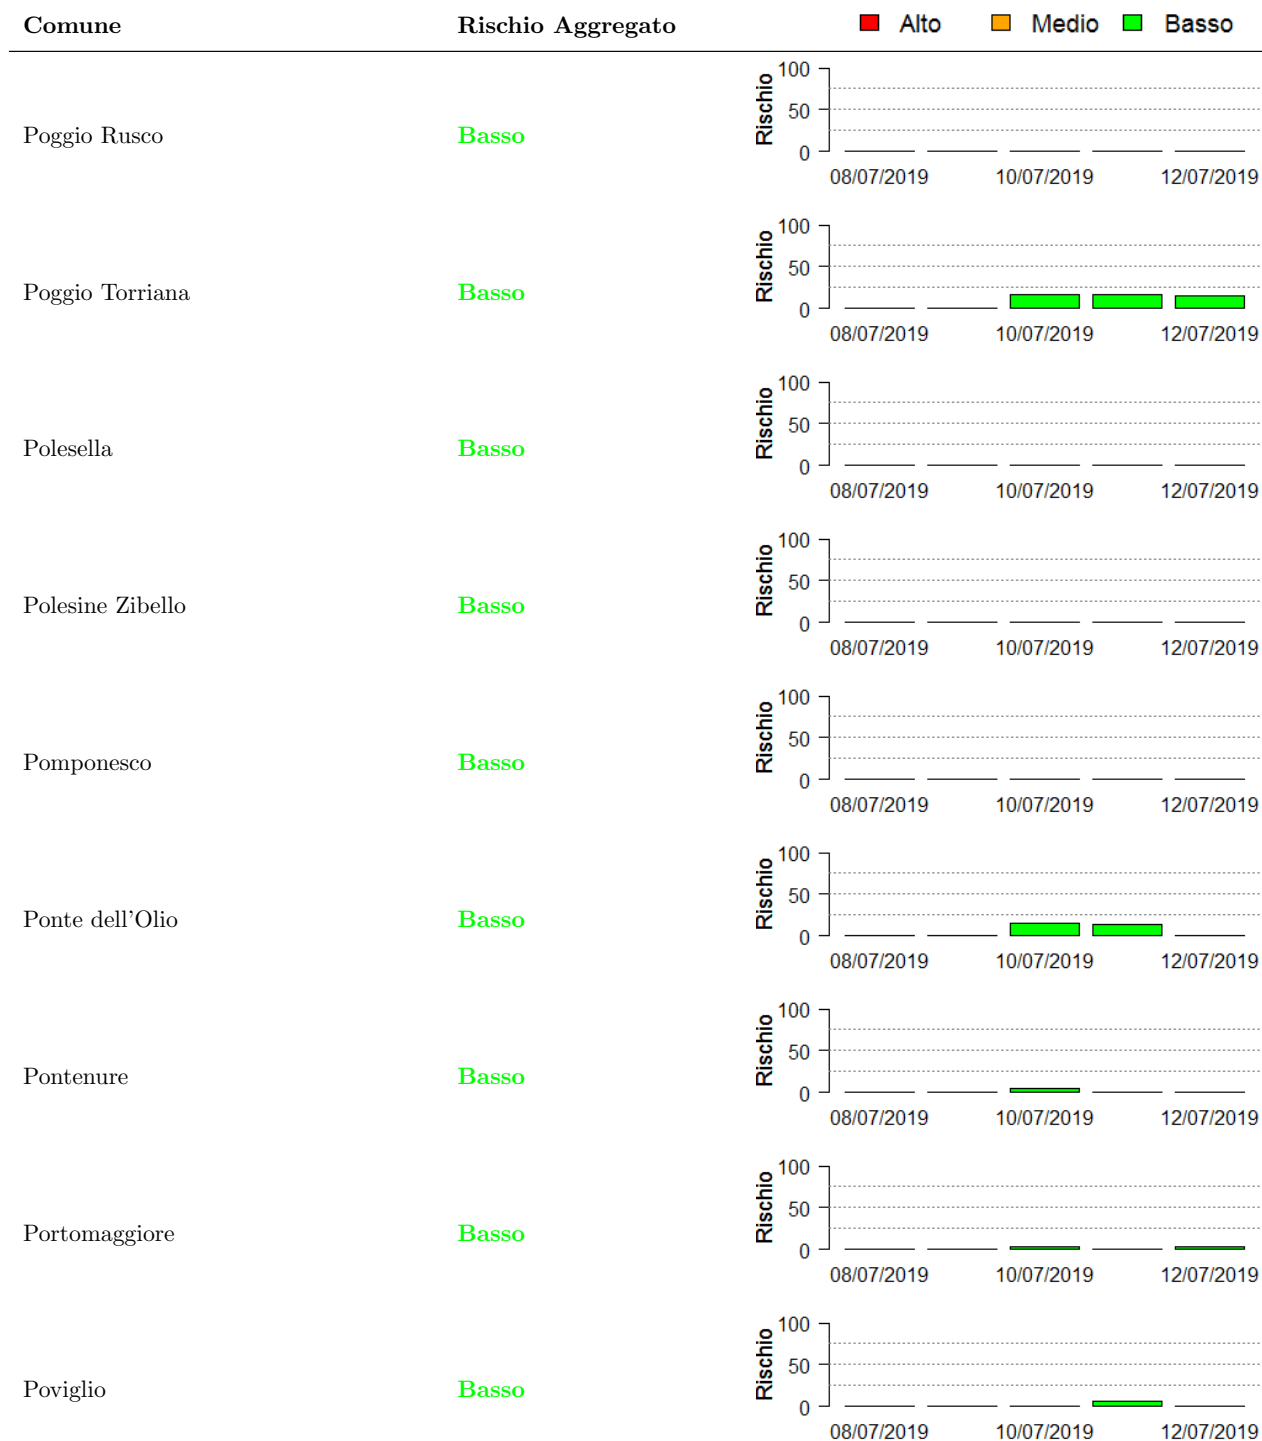 Comune Rischio Aggregato Alto Medio Basso
100
50
0
Rischio
Poggio Rusco Basso
08/07/2019 10/07/2019 12/07/2019
100
50
0
Rischio
Poggio Torriana Basso
08/07/2019 10/07/2019 12/07/2019
100
50
0
Rischio
Polesella Basso
08/07/2019 10/07/2019 12/07/2019
100
50
0
Rischio
Polesine Zibello Basso
08/07/2019 10/07/2019 12/07/2019
100
50
0
Rischio
Pomponesco Basso
08/07/2019 10/07/2019 12/07/2019
100
50
0
Rischio
Ponte dell'Olio Basso
08/07/2019 10/07/2019 12/07/2019
100
50
0
Rischio
Pontenure Basso
08/07/2019 10/07/2019 12/07/2019
100
50
0
Rischio
Portomaggiore Basso
08/07/2019 10/07/2019 12/07/2019
100
50
0
Rischio
Poviglio Basso
08/07/2019 10/07/2019 12/07/2019